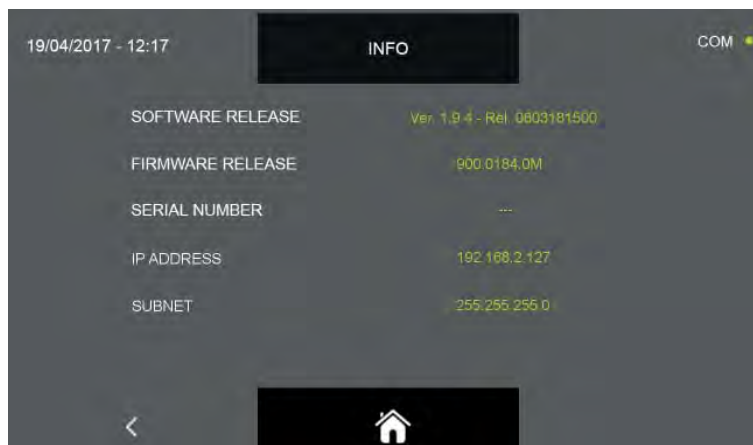 19/04/2017 - 12:17 INFO COM
SOFTWARE RELEASE Ver. 1.9.4 - Rel. 0603181500
FIRMWARE RELEASE 900.0184.0M
SERIAL NUMBER ---
IP ADDRESS 192.168.2.127
SUBNET 255.255.255.0